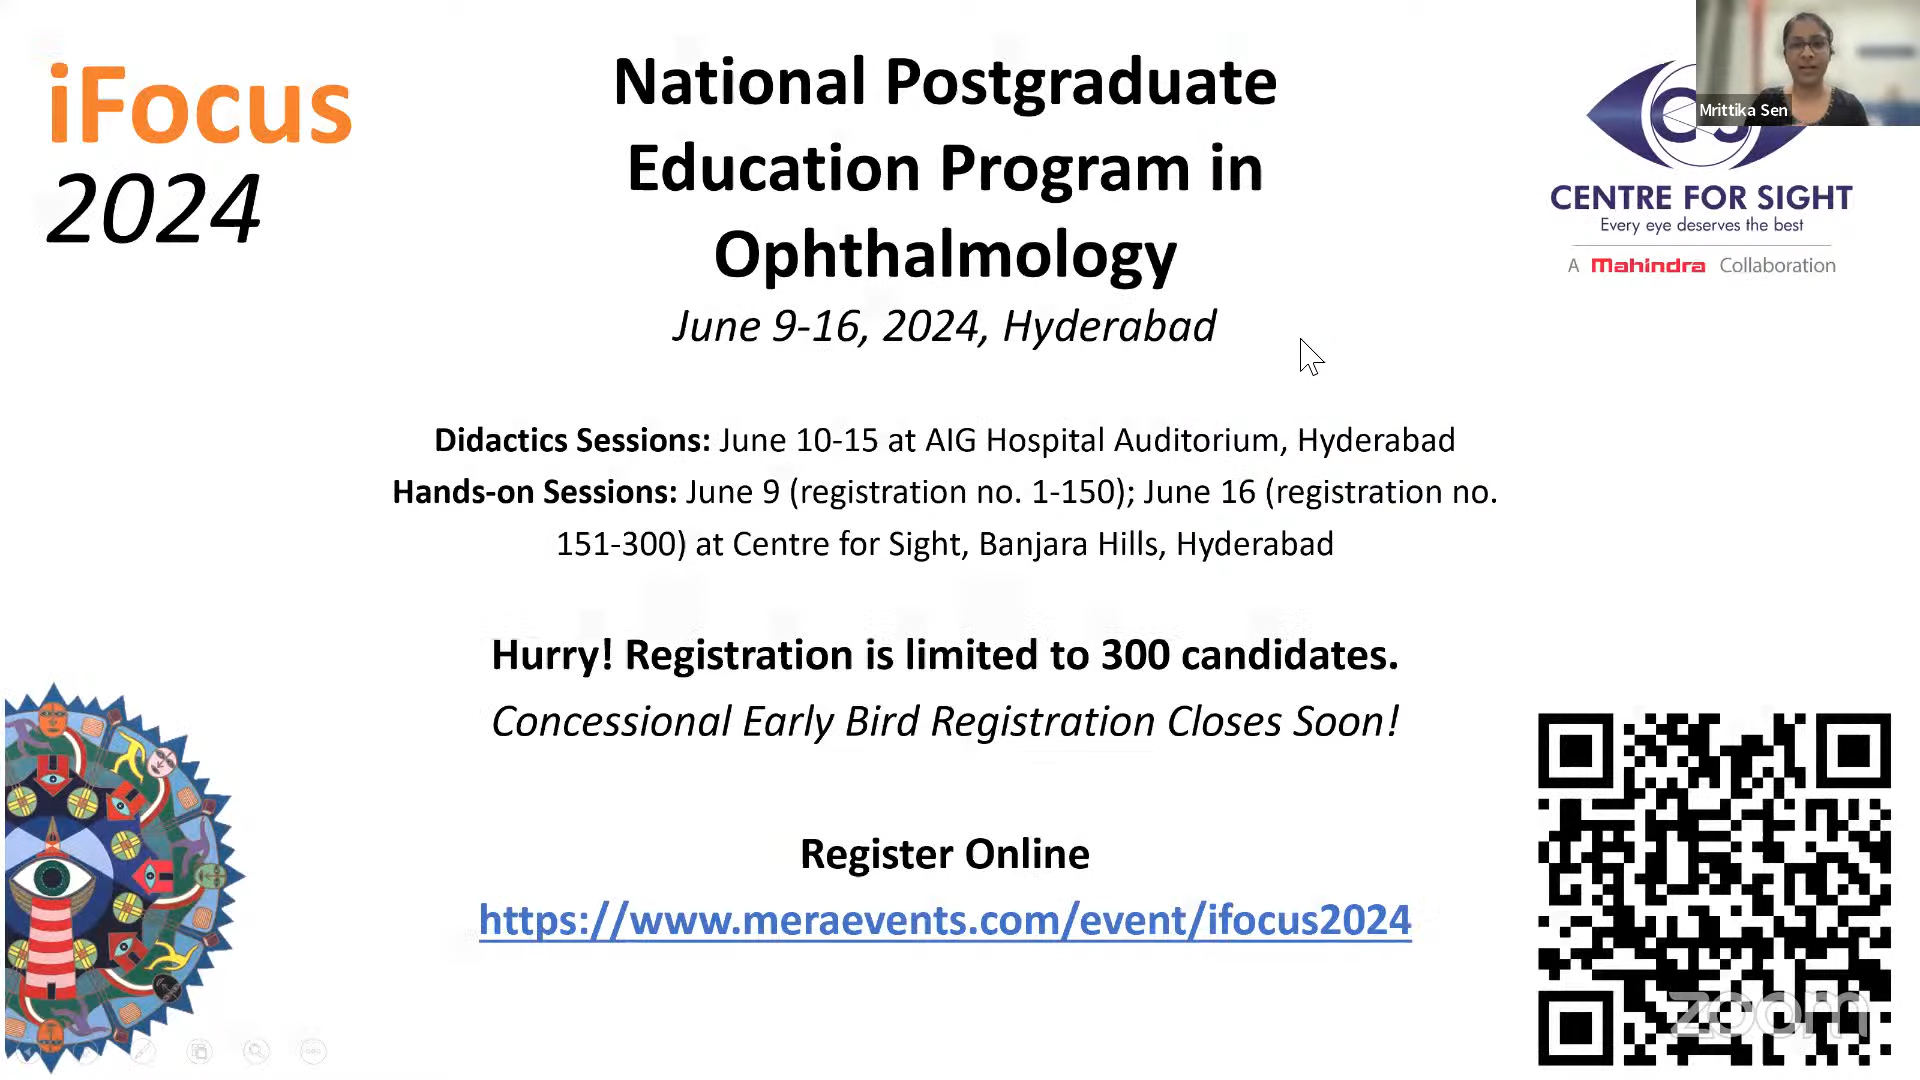 iFocus
2024
National Postgraduate
Education Program in
Ophthalmology
June 9-16, 2024, Hyderabad
Mrittika Sen
CENTRE FOR SIGHT
Every eye deserves the best
A Mahindra Collaboration
Didactics Sessions: June 10-15 at AIG Hospital Auditorium, Hyderabad
Hands-on Sessions: June 9 (registration no. 1-150); June 16 (registration no.
151-300) at Centre for Sight, Banjara Hills, Hyderabad
Hurry! Registration is limited to 300 candidates.
Concessional Early Bird Registration Closes Soon!
Register Online
https://www.meraevents.com/event/ifocus2024
zoom